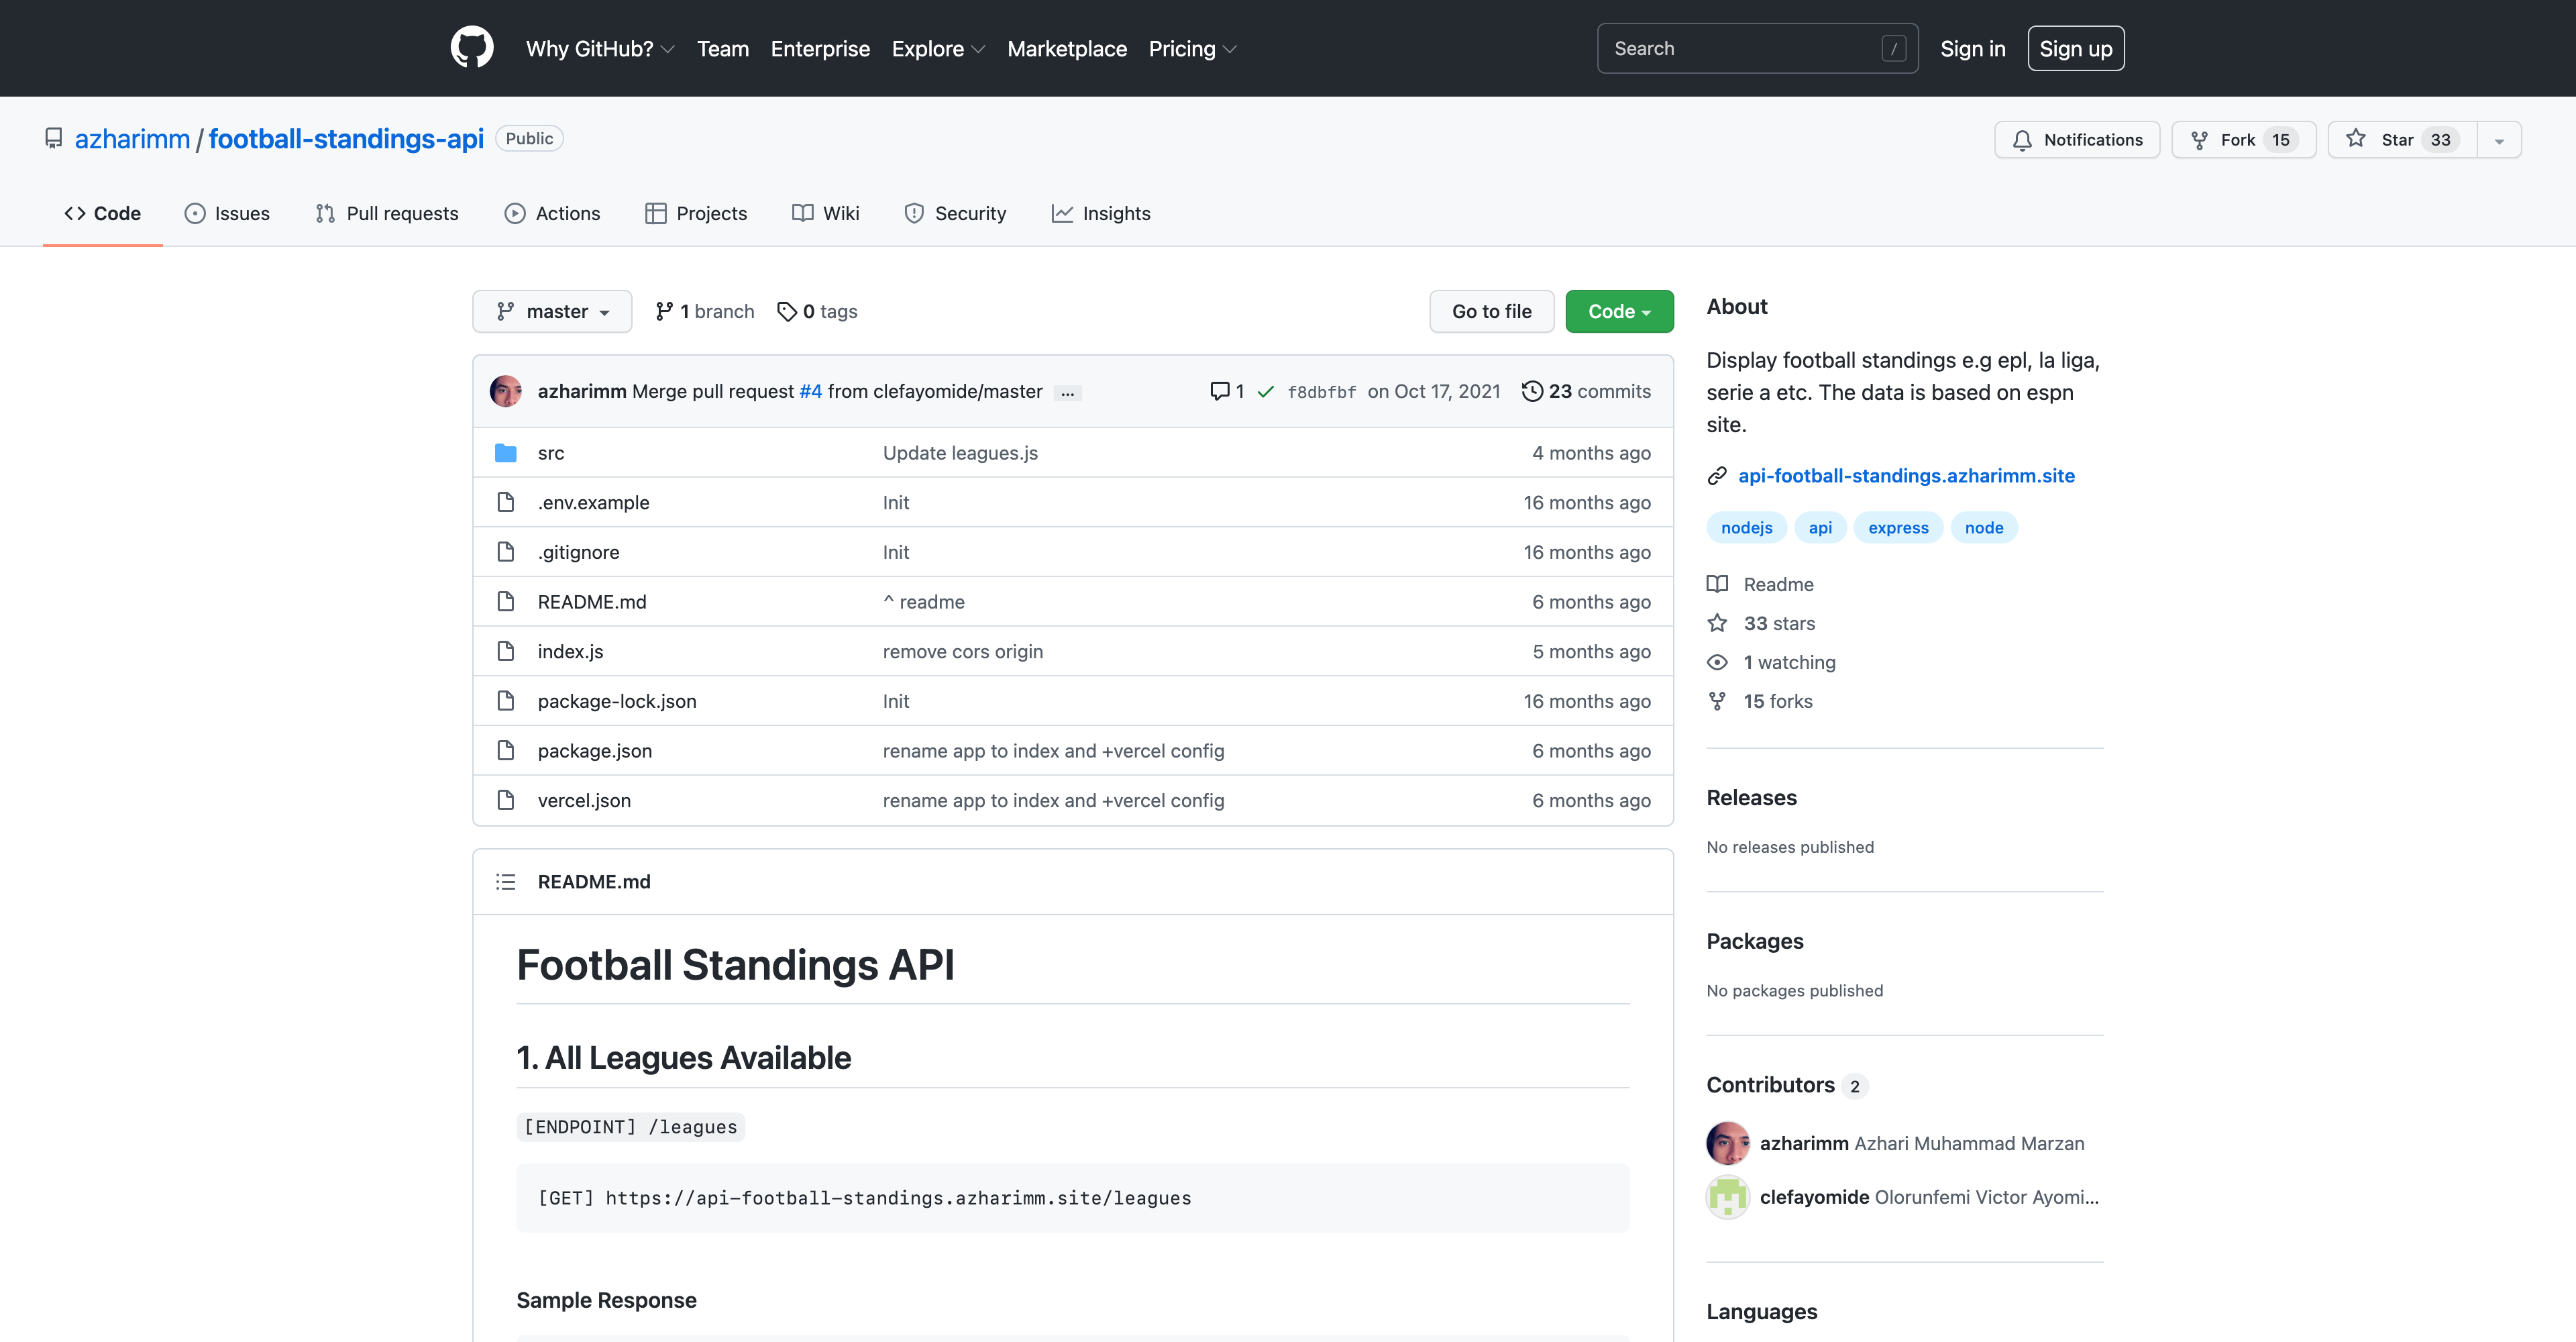 Why GitHub? Team Enterprise Explore Marketplace Pricing Search / Sign in Sign up
azharimm / football-standings-api Public Notifications Fork 15 Star 33
Code Issues Pull requests Actions Projects Wiki Security Insights
master 1 branch 0 tags Go to file Code
azharimm Merge pull request #4 from clefayomide/master ... 1 f8dbfbf on Oct 17, 2021 23 commits
src Update leagues.js 4 months ago
.env.example Init 16 months ago
.gitignore Init 16 months ago
README.md ^ readme 6 months ago
index.js remove cors origin 5 months ago
package-lock.json Init 16 months ago
package.json rename app to index and +vercel config 6 months ago
vercel.json rename app to index and +vercel config 6 months ago
README.md
Football Standings API
1. All Leagues Available
[ENDPOINT] /leagues
[GET] https://api-football-standings.azharimm.site/leagues
Sample Response
About
Display football standings e.g epl, la liga,
serie a etc. The data is based on espn
site.
api-football-standings.azharimm.site
nodejs api express node
Readme
33 stars
1 watching
15 forks
Releases
No releases published
Packages
No packages published
Contributors 2
azharimm Azhari Muhammad Marzan
clefayomide Olorunfemi Victor Ayomi...
Languages